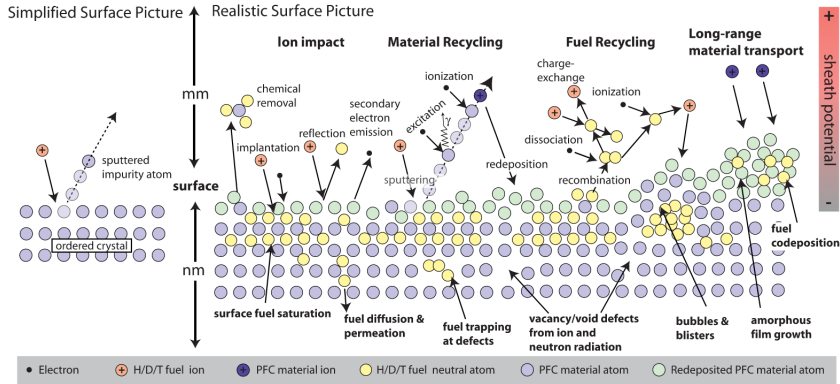 Simplified Surface Picture
Realistic Surface Picture
mm
surface
nm
sputtered
impurity atom
ordered crystal
Ion impact
Material Recycling
Fuel Recycling
Long-range
material transport
chemical
removal
implantation
reflection
secondary
electron
emission
ionization
excitation
γ
sputtering
redeposition
charge-
exchange
ionization
dissociation
recombination
+
sheath potential
-
surface fuel saturation
fuel diffusion &
permeation
fuel trapping
at defects
vacancy/void defects
from ion and
neutron radiation
bubbles &
blisters
amorphous
film growth
fuel
codeposition
Electron
H/D/T fuel ion
PFC material ion
H/D/T fuel neutral atom
PFC material atom
Redeposited PFC material atom